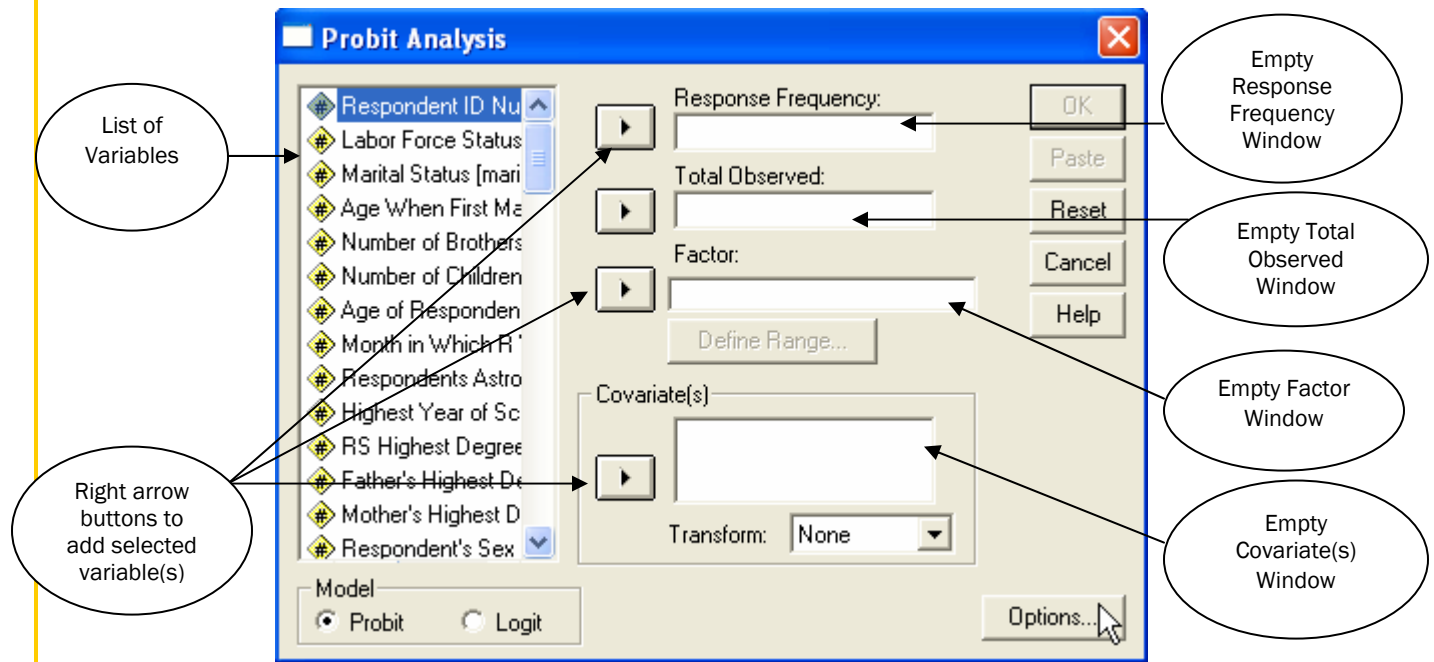 Probit Analysis
List of
Variables
Respondent ID Nu
Labor Force Status
Marital Status [mari
Age When First Ma
Number of Brothers
Number of Children
Age of Responden
Month in Which R
Respondents Astro
Highest Year of Sc
RS Highest Degree
Father's Highest De
Mother's Highest D
Respondent's Sex
Model
Probit
Logit
Response Frequency:
Total Observed:
Factor:
Define Range...
Covariate(s)
Transform:
None
OK
Paste
Reset
Cancel
Help
Options...
Right arrow
buttons to
add selected
variable(s)
Empty
Response
Frequency
Window
Empty Total
Observed
Window
Empty Factor
Window
Empty
Covariate(s)
Window